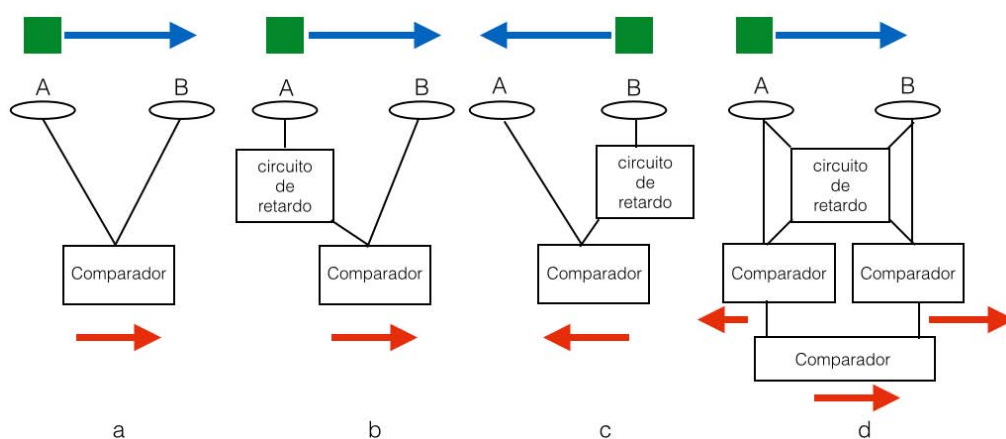 A
B
A
B
A
B
A
B
circuito
de
retardo
circuito
de
retardo
circuito
de
retardo
Comparador
Comparador
Comparador
Comparador
Comparador
Comparador
a
b
c
d